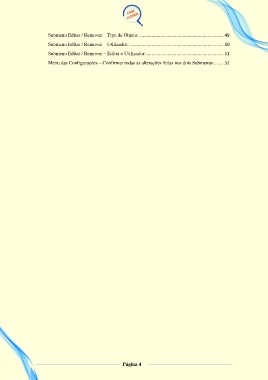 Submenu Editar / Remover – Tipo de Objeto: ........ 49
Submenu Editar / Remover – Utilizador: ........ 50
Submenu Editar / Remover – Editar o Utilizador: ........ 51
Menu das Configurações – Confirmar todas as alterações feitas nos dois Submenus: ...... 51
Página 4